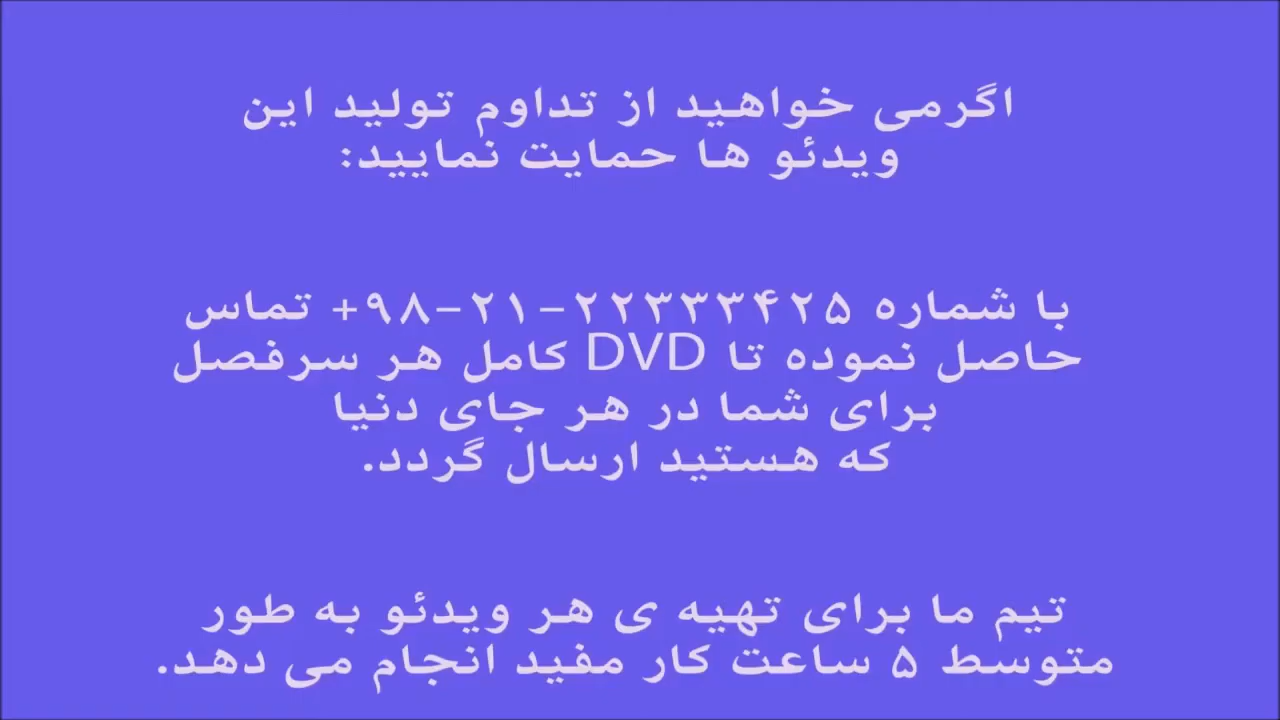 اگرمی خواهید از تداوم تولید این
ویدئو ها حمایت نمایید:
با شماره ۲۲۳۳۳۴۲۵-۲۱-۹۸+ تماس
حاصل نموده تا DVD کامل هر سرفصل
برای شما در هر جای دنیا
که هستید ارسال گردد.
تیم ما برای تهیه ی هر ویدئو به طور
متوسط ۵ ساعت کار مفید انجام می دهد.